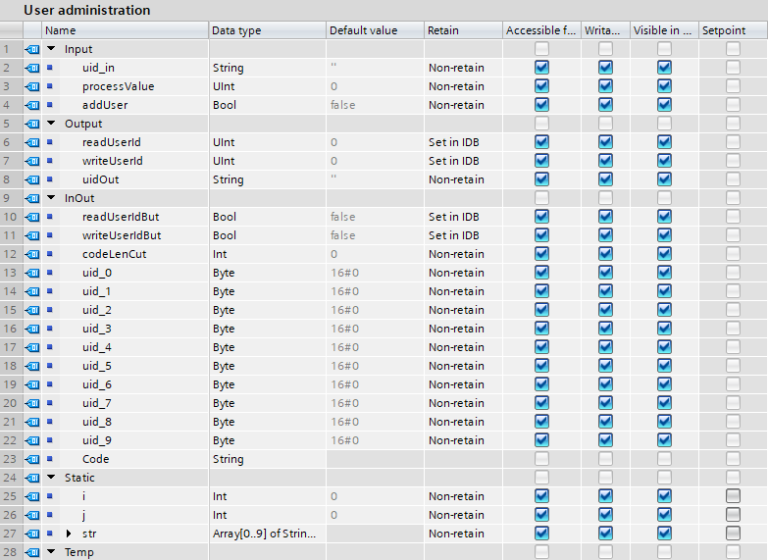 User administration
Name Data type Default value Retain Accessible f... Writa... Visible in ... Setpoint
1 Input
2 uid_in String '' Non-retain
3 processValue UInt 0 Non-retain
4 addUser Bool false Non-retain
5 Output
6 readUserId UInt 0 Set in IDB
7 writeUserId UInt 0 Set in IDB
8 uidOut String '' Non-retain
9 InOut
10 readUserIdBut Bool false Set in IDB
11 writeUserIdBut Bool false Set in IDB
12 codeLenCut Int 0 Non-retain
13 uid_0 Byte 16#0 Non-retain
14 uid_1 Byte 16#0 Non-retain
15 uid_2 Byte 16#0 Non-retain
16 uid_3 Byte 16#0 Non-retain
17 uid_4 Byte 16#0 Non-retain
18 uid_5 Byte 16#0 Non-retain
19 uid_6 Byte 16#0 Non-retain
20 uid_7 Byte 16#0 Non-retain
21 uid_8 Byte 16#0 Non-retain
22 uid_9 Byte 16#0 Non-retain
23 Code String
24 Static
25 i Int 0 Non-retain
26 j Int 0 Non-retain
27 str Array[0..9] of Strin... Non-retain
28 Temp